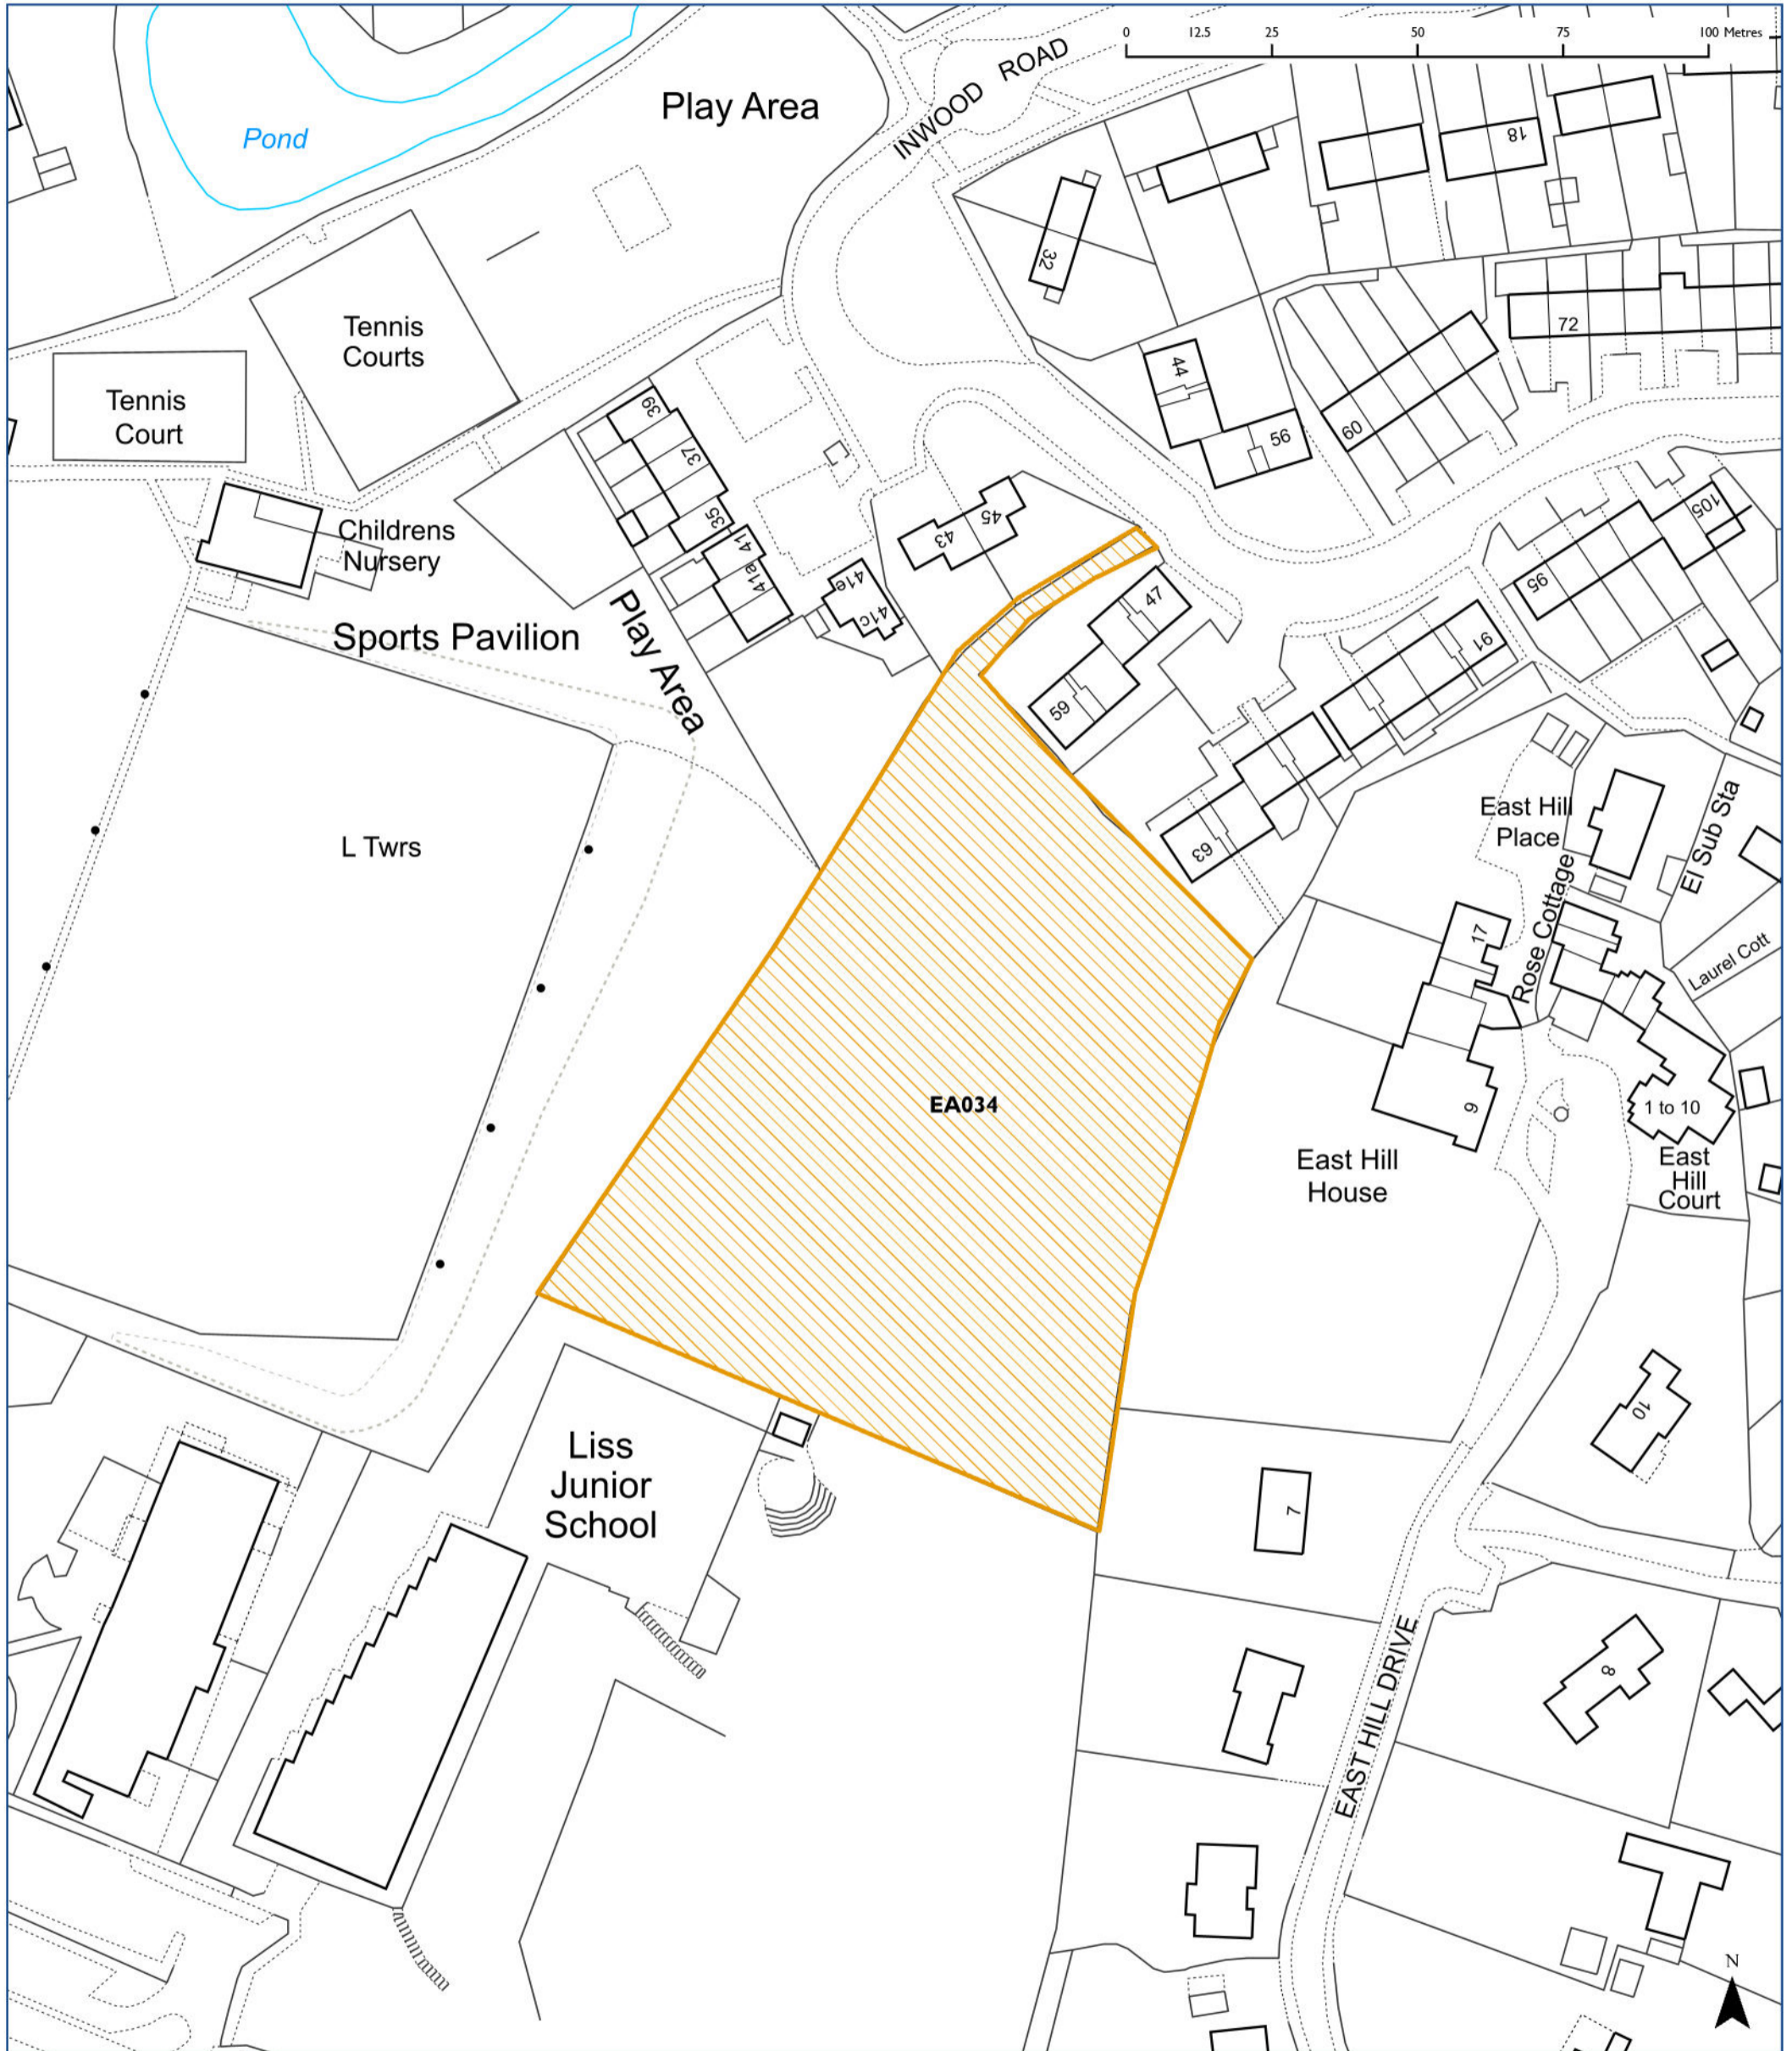 0 12.5 25 50 75 100 Metres
INWOOD ROAD
Play Area
Pond
18
32
Tennis
Courts
72
44
Tennis
Court
39
56
60
37
35
45
43
105
Childrens
Nursery
41
41a
41e
41c
47
95
91
Sports Pavilion
Play Area
59
63
L Twrs
East Hill
Place
El Sub Sta
Rose Cottage
17
Laurel Cott
EA034
9
1 to 10
East Hill
House
East
Hill
Court
10
Liss
Junior
School
7
8
EAST HILL DRIVE
N